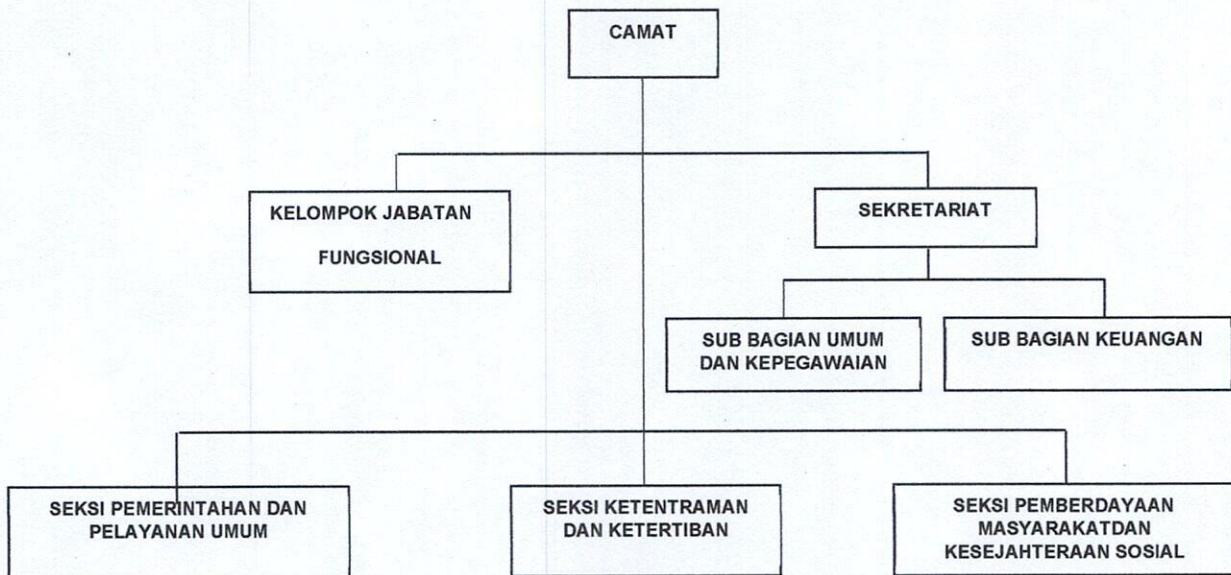 CAMAT
KELOMPOK JABATAN
FUNGSIONAL
SEKRETARIAT
SUB BAGIAN UMUM
DAN KEPEGAWAIAN
SUB BAGIAN KEUANGAN
SEKSI PEMERINTAHAN DAN
PELAYANAN UMUM
SEKSI KETENTRAMAN
DAN KETERTIBAN
SEKSI PEMBERDAYAAN
MASYARAKATDAN
KESEJAHTERAAN SOSIAL